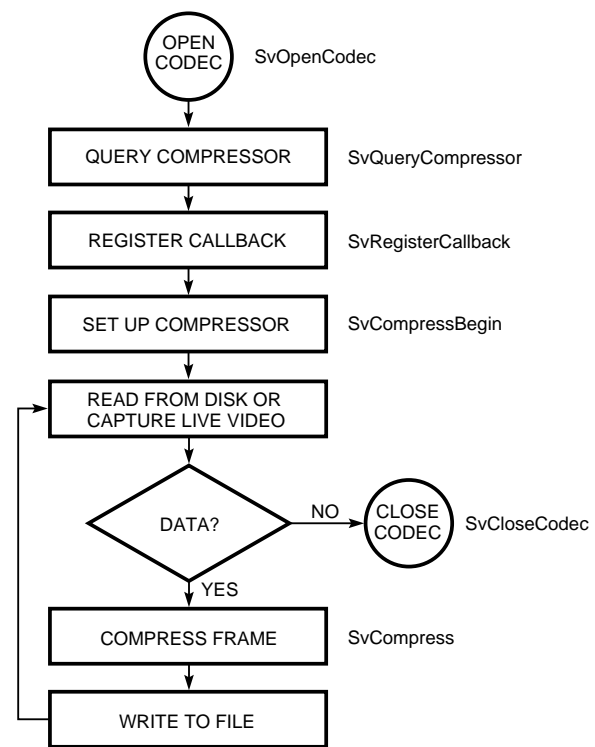 OPEN
CODEC
SvOpenCodec
QUERY COMPRESSOR
SvQueryCompressor
REGISTER CALLBACK
SvRegisterCallback
SET UP COMPRESSOR
SvCompressBegin
READ FROM DISK OR
CAPTURE LIVE VIDEO
DATA?
NO
CLOSE
CODEC
SvCloseCodec
YES
COMPRESS FRAME
SvCompress
WRITE TO FILE